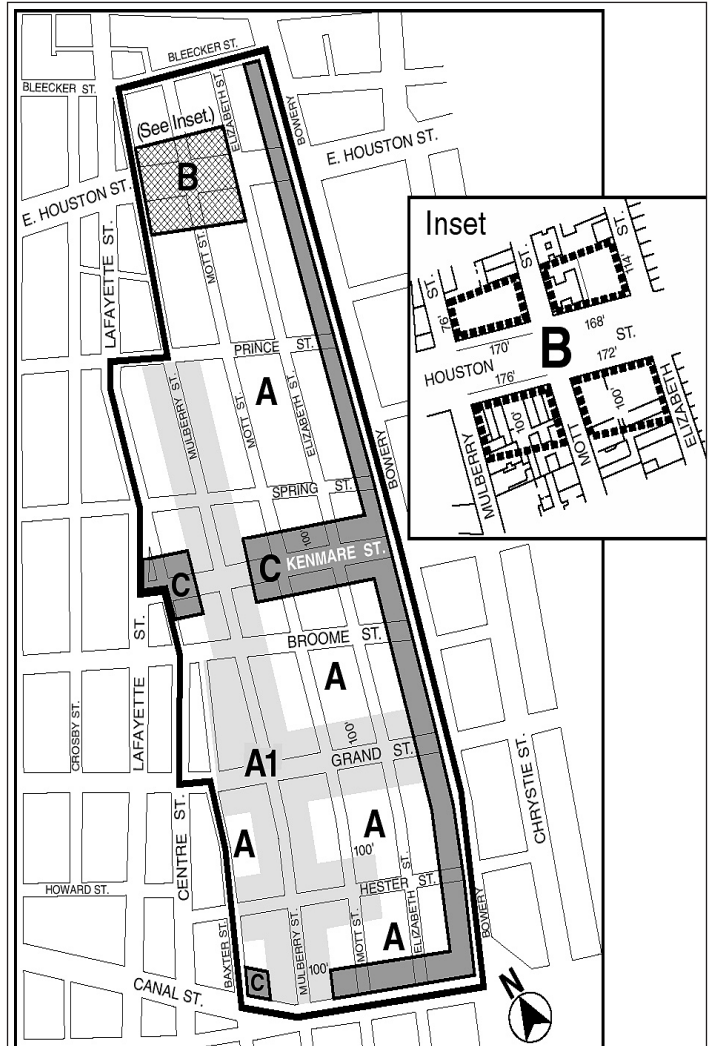 BLEECKER ST.
BLEECKER ST.
ELIZABETH ST.
BOWERY
(See Inset.)
B
E. HOUSTON ST.
E. HOUSTON ST.
LAFAYETTE ST.
MOTT ST.
PRINCE ST.
MULBERRY ST.
A
MOTT ST.
ELIZABETH ST.
BOWERY
SPRING ST.
100'
C
C
KENMARE ST.
BROOME ST.
LAFAYETTE ST.
CROSBY ST.
A
100'
A1
GRAND ST.
CHRYSTIE ST.
CENTRE ST.
A
A
100'
HESTER ST.
HOWARD ST.
BAXTER ST.
MULBERRY ST.
MOTT ST.
ELIZABETH ST.
A
BOWERY
C
100'
CANAL ST.
N
Inset
ST.
ST.
ST.
76'
114'
170'
168'
B
HOUSTON ST.
176'
172'
100'
100'
MULBERRY
MOTT
ELIZABETH